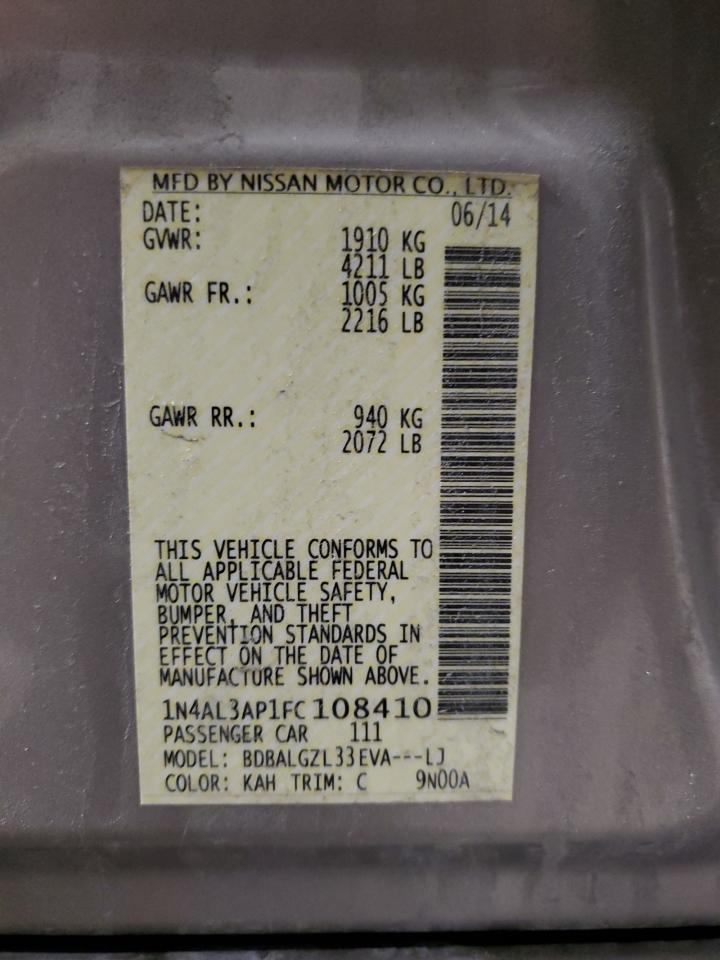 MFD BY NISSAN MOTOR CO., LTD.
DATE: 06/14
GVWR: 1910 KG
4211 LB
GAWR FR.: 1005 KG
2216 LB
GAWR RR.: 940 KG
2072 LB
THIS VEHICLE CONFORMS TO
ALL APPLICABLE FEDERAL
MOTOR VEHICLE SAFETY,
BUMPER, AND THEFT
PREVENTION STANDARDS IN
EFFECT ON THE DATE OF
MANUFACTURE SHOWN ABOVE.
1N4AL3AP1FC108410
PASSENGER CAR 111
MODEL: BDBALGZL33EVA---LJ
COLOR: KAH TRIM: C 9N00A